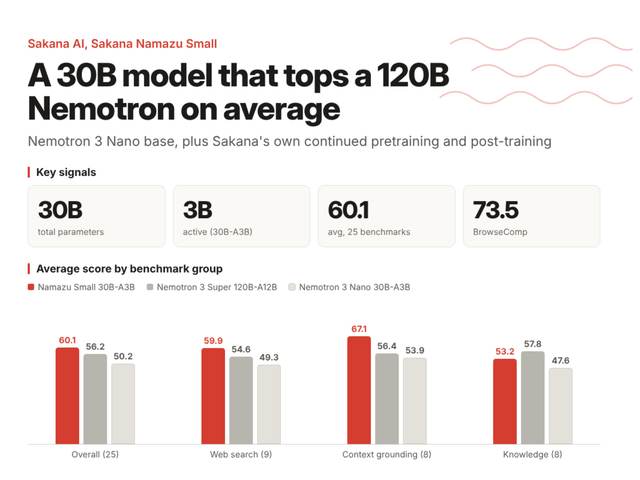 Sakana AI, Sakana Namazu Small
A 30B model that tops a 120B
Nemotron on average
Nemotron 3 Nano base, plus Sakana's own continued pretraining and post-training
Key signals
30B
total parameters
3B
active (30B-A3B)
60.1
avg, 25 benchmarks
73.5
BrowseComp
Average score by benchmark group
Namazu Small 30B-A3B
Nemotron 3 Super 120B-A12B
Nemotron 3 Nano 30B-A3B
60.1
56.2
50.2
59.9
54.6
49.3
67.1
56.4
53.9
53.2
57.8
47.6
Overall (25)
Web search (9)
Context grounding (8)
Knowledge (8)